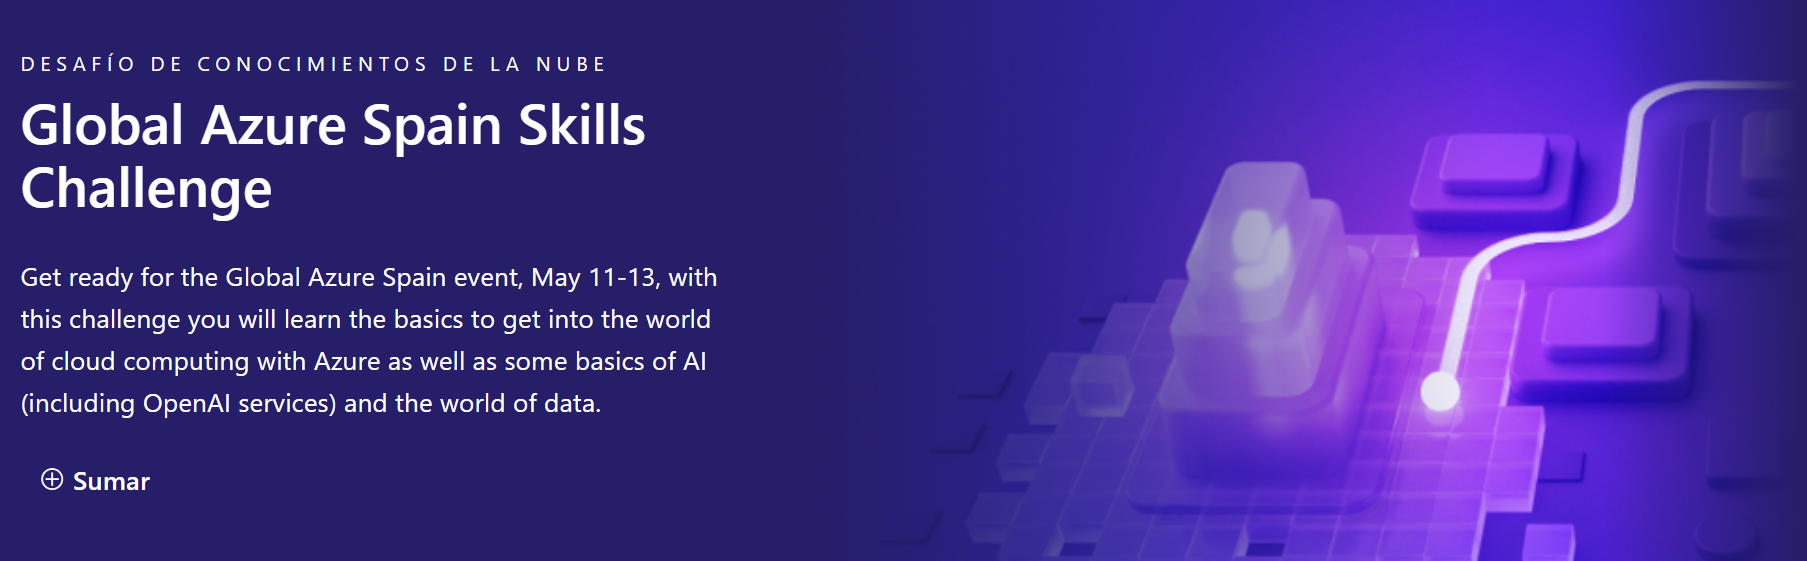 DESAFÍO DE CONOCIMIENTOS DE LA NUBE
Global Azure Spain Skills
Challenge
Get ready for the Global Azure Spain event, May 11-13, with
this challenge you will learn the basics to get into the world
of cloud computing with Azure as well as some basics of AI
(including OpenAI services) and the world of data.
Sumar